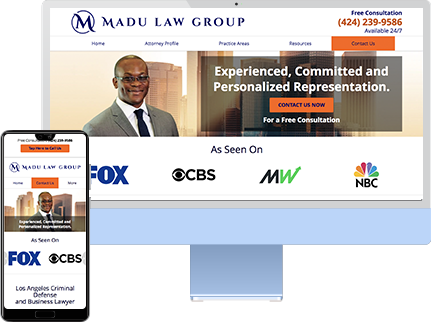 MADU LAW GROUP
Free Consultation
(424) 239-9586
Available 24/7
Home Attorney Profile Practice Areas Resources Contact Us
Experienced, Committed and
Personalized Representation.
CONTACT US NOW
For a Free Consultation
As Seen On
FOX CBS MW NBC
Free Consultation (424) 239-9586
Tap Here to Call Us
MADU LAW GROUP
Home Contact Us More
Experienced, Committed and
Personalized Representation.
As Seen On
FOX CBS
Los Angeles Criminal
Defense
and Business Lawyer